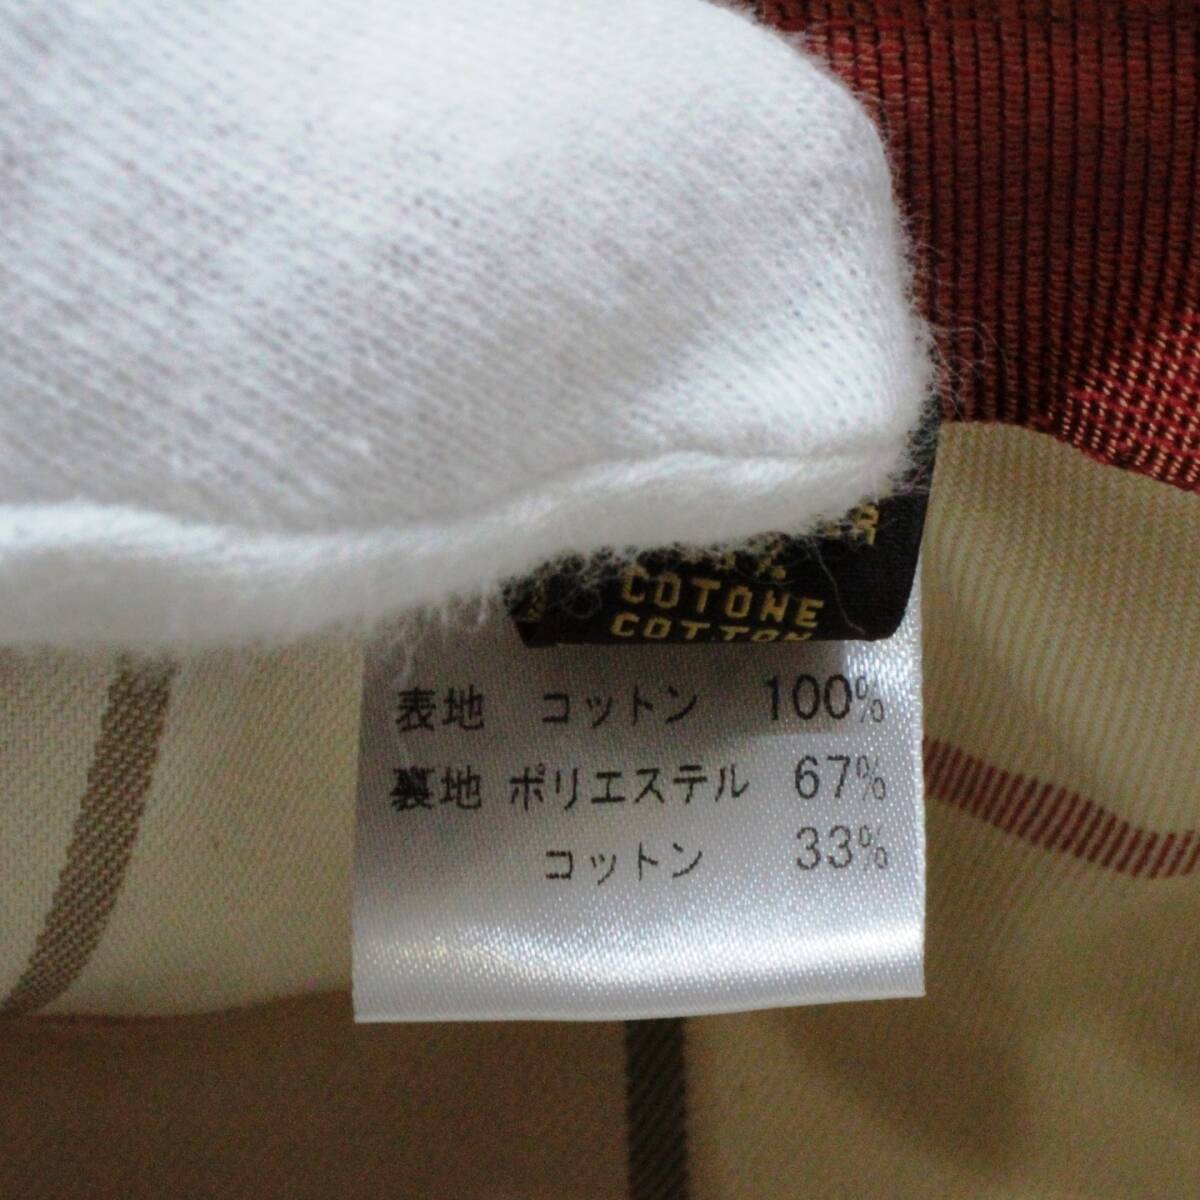 COTONE
COTTON
表地 コットン 100%
裏地 ポリエステル 67%
コットン 33%